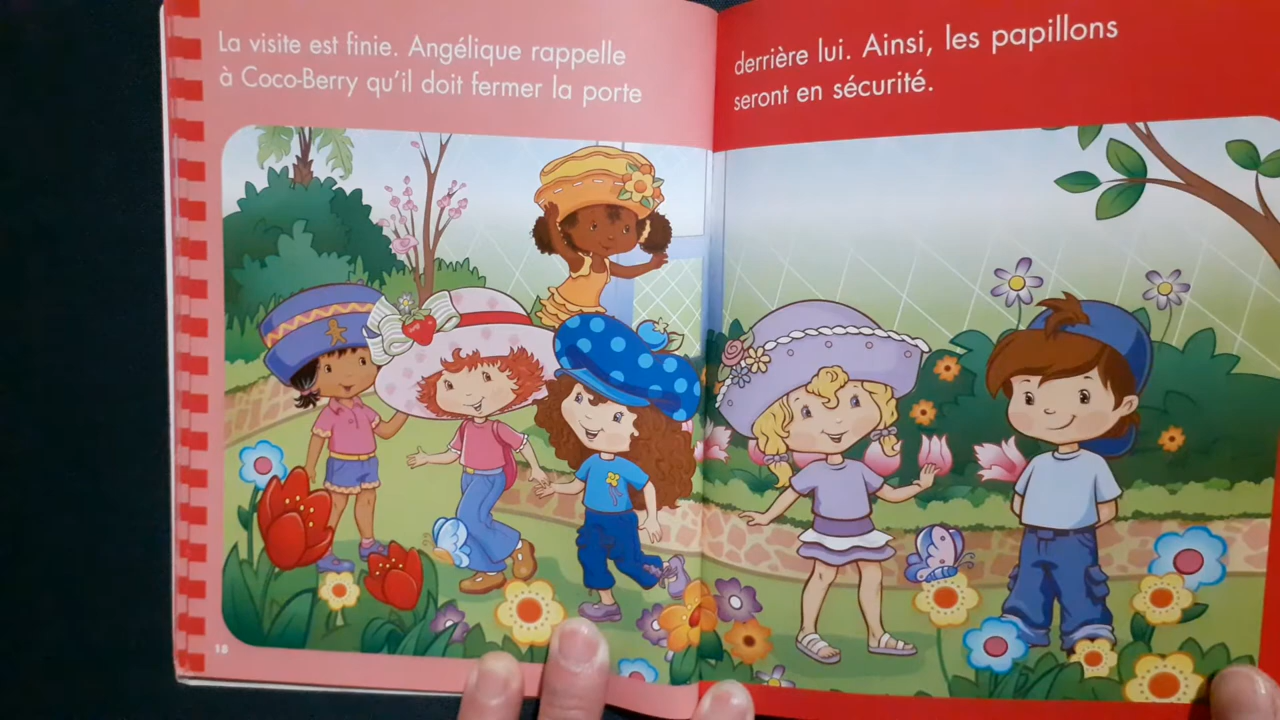 La visite est finie. Angélique rappelle
à Coco-Berry qu'il doit fermer la porte
derrière lui. Ainsi, les papillons
seront en sécurité.
18